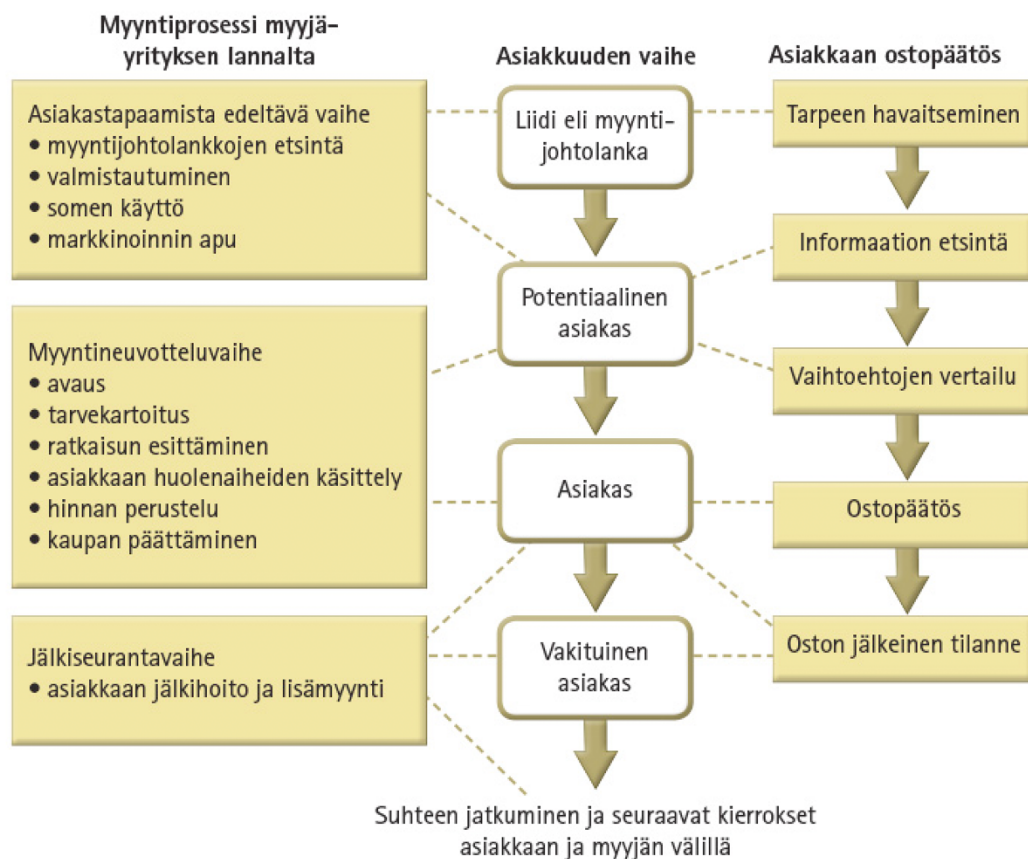 Myyntiprosessi myyjä-
yrityksen lannalta
Asiakastapaamista edeltävä vaihe
• myyntijohtolankkojen etsintä
• valmistautuminen
• somen käyttö
• markkinoinnin apu
Myyntineuvotteluvaihe
• avaus
• tarvekartoitus
• ratkaisun esittäminen
• asiakkaan huolenaiheiden käsittely
• hinnan perustelu
• kaupan päättäminen
Jälkiseurantavaihe
• asiakkaan jälkihoito ja lisämyynti
Asiakkuuden vaihe
Liidi eli myynti-
johtolanka
Potentiaalinen
asiakas
Asiakas
Vakituinen
asiakas
Suhteen jatkuminen ja seuraavat kierrokset
asiakkaan ja myyjän välillä
Asiakkaan ostopäätös
Tarpeen havaitseminen
Informaation etsintä
Vaihtoehtojen vertailu
Ostopäätös
Oston jälkeinen tilanne